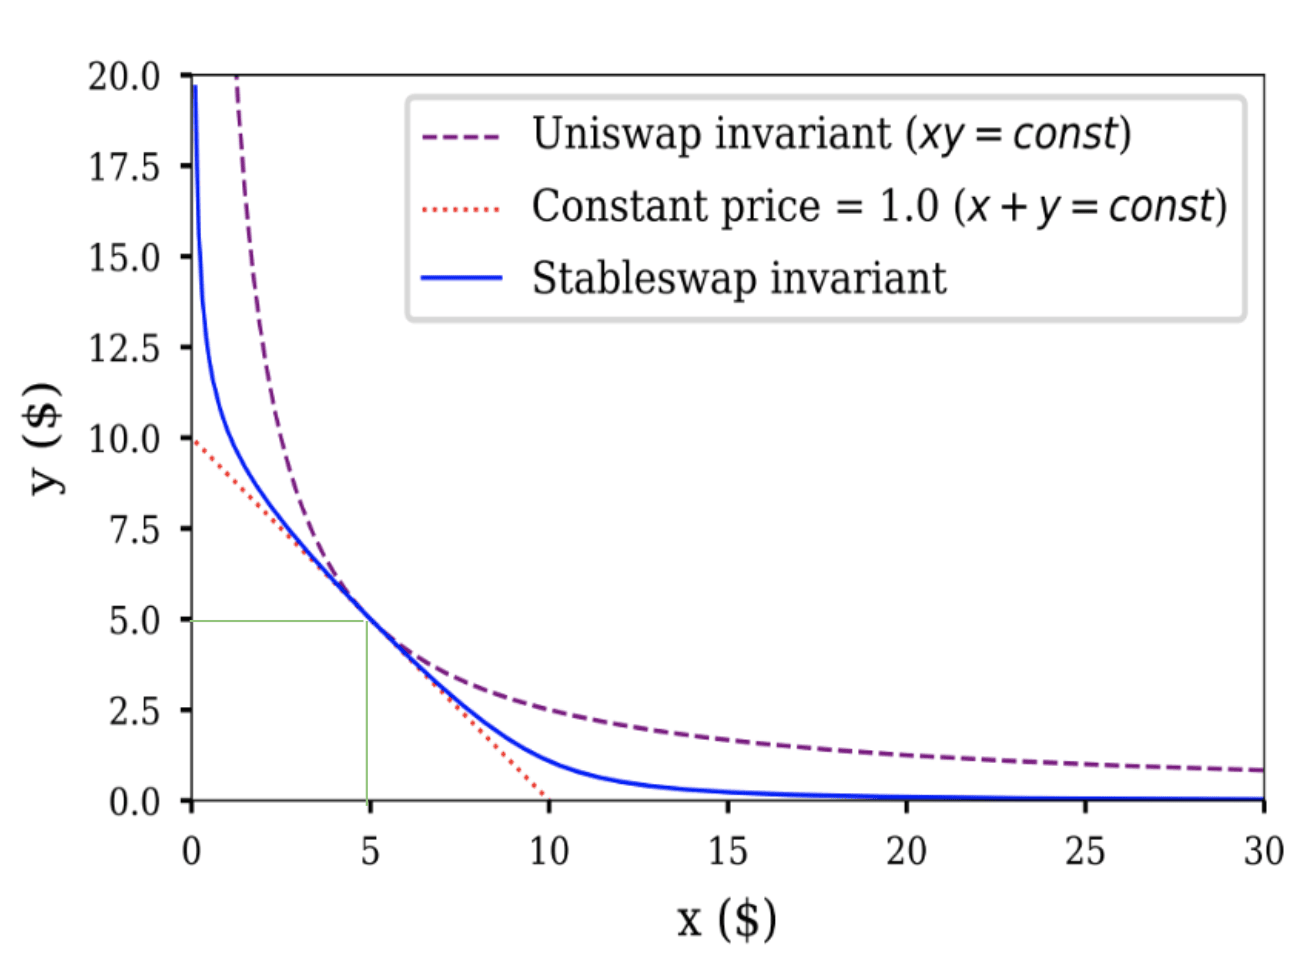 20.0
17.5
15.0
12.5
10.0
7.5
5.0
2.5
0.0
y ($)
Uniswap invariant (xy = const)
Constant price = 1.0 (x + y = const)
Stableswap invariant
0 5 10 15 20 25 30
x ($)